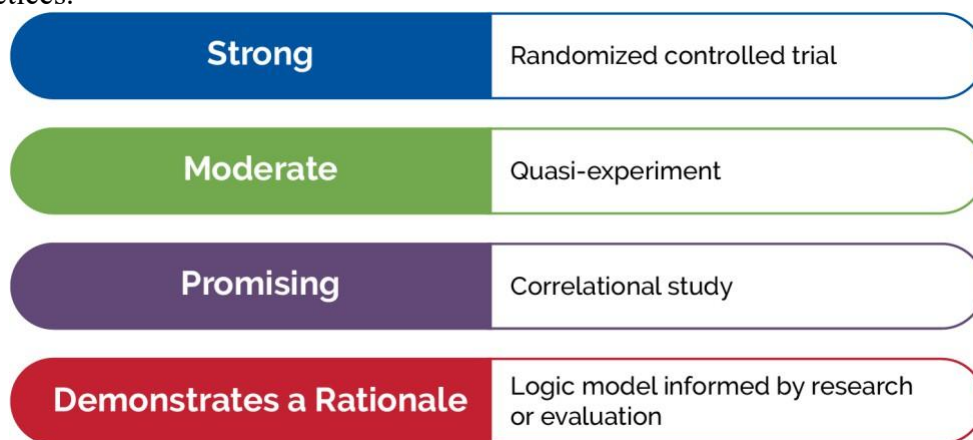 Strong
Randomized controlled trial
Moderate
Quasi-experiment
Promising
Correlational study
Demonstrates a Rationale
Logic model informed by research
or evaluation